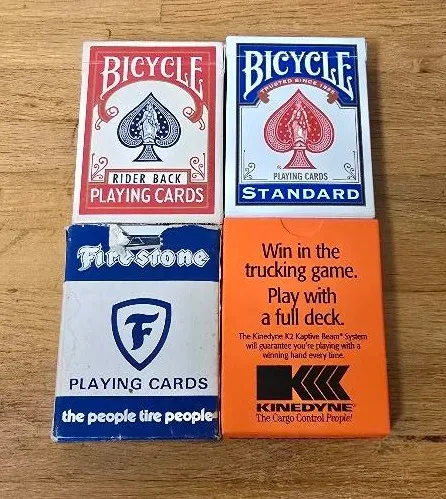 BICYCLE
RIDER BACK
PLAYING CARDS
BICYCLE
TRUSTED SINCE 1885
PLAYING CARDS
STANDARD
Firestone
F
PLAYING CARDS
the people tire people
Win in the
trucking game.
Play with
a full deck.
The Kinedyne K2 Kaptive Beam® System
will guarantee you're playing with a
winning hand every time.
KINEDYNE®
The Cargo Control People!